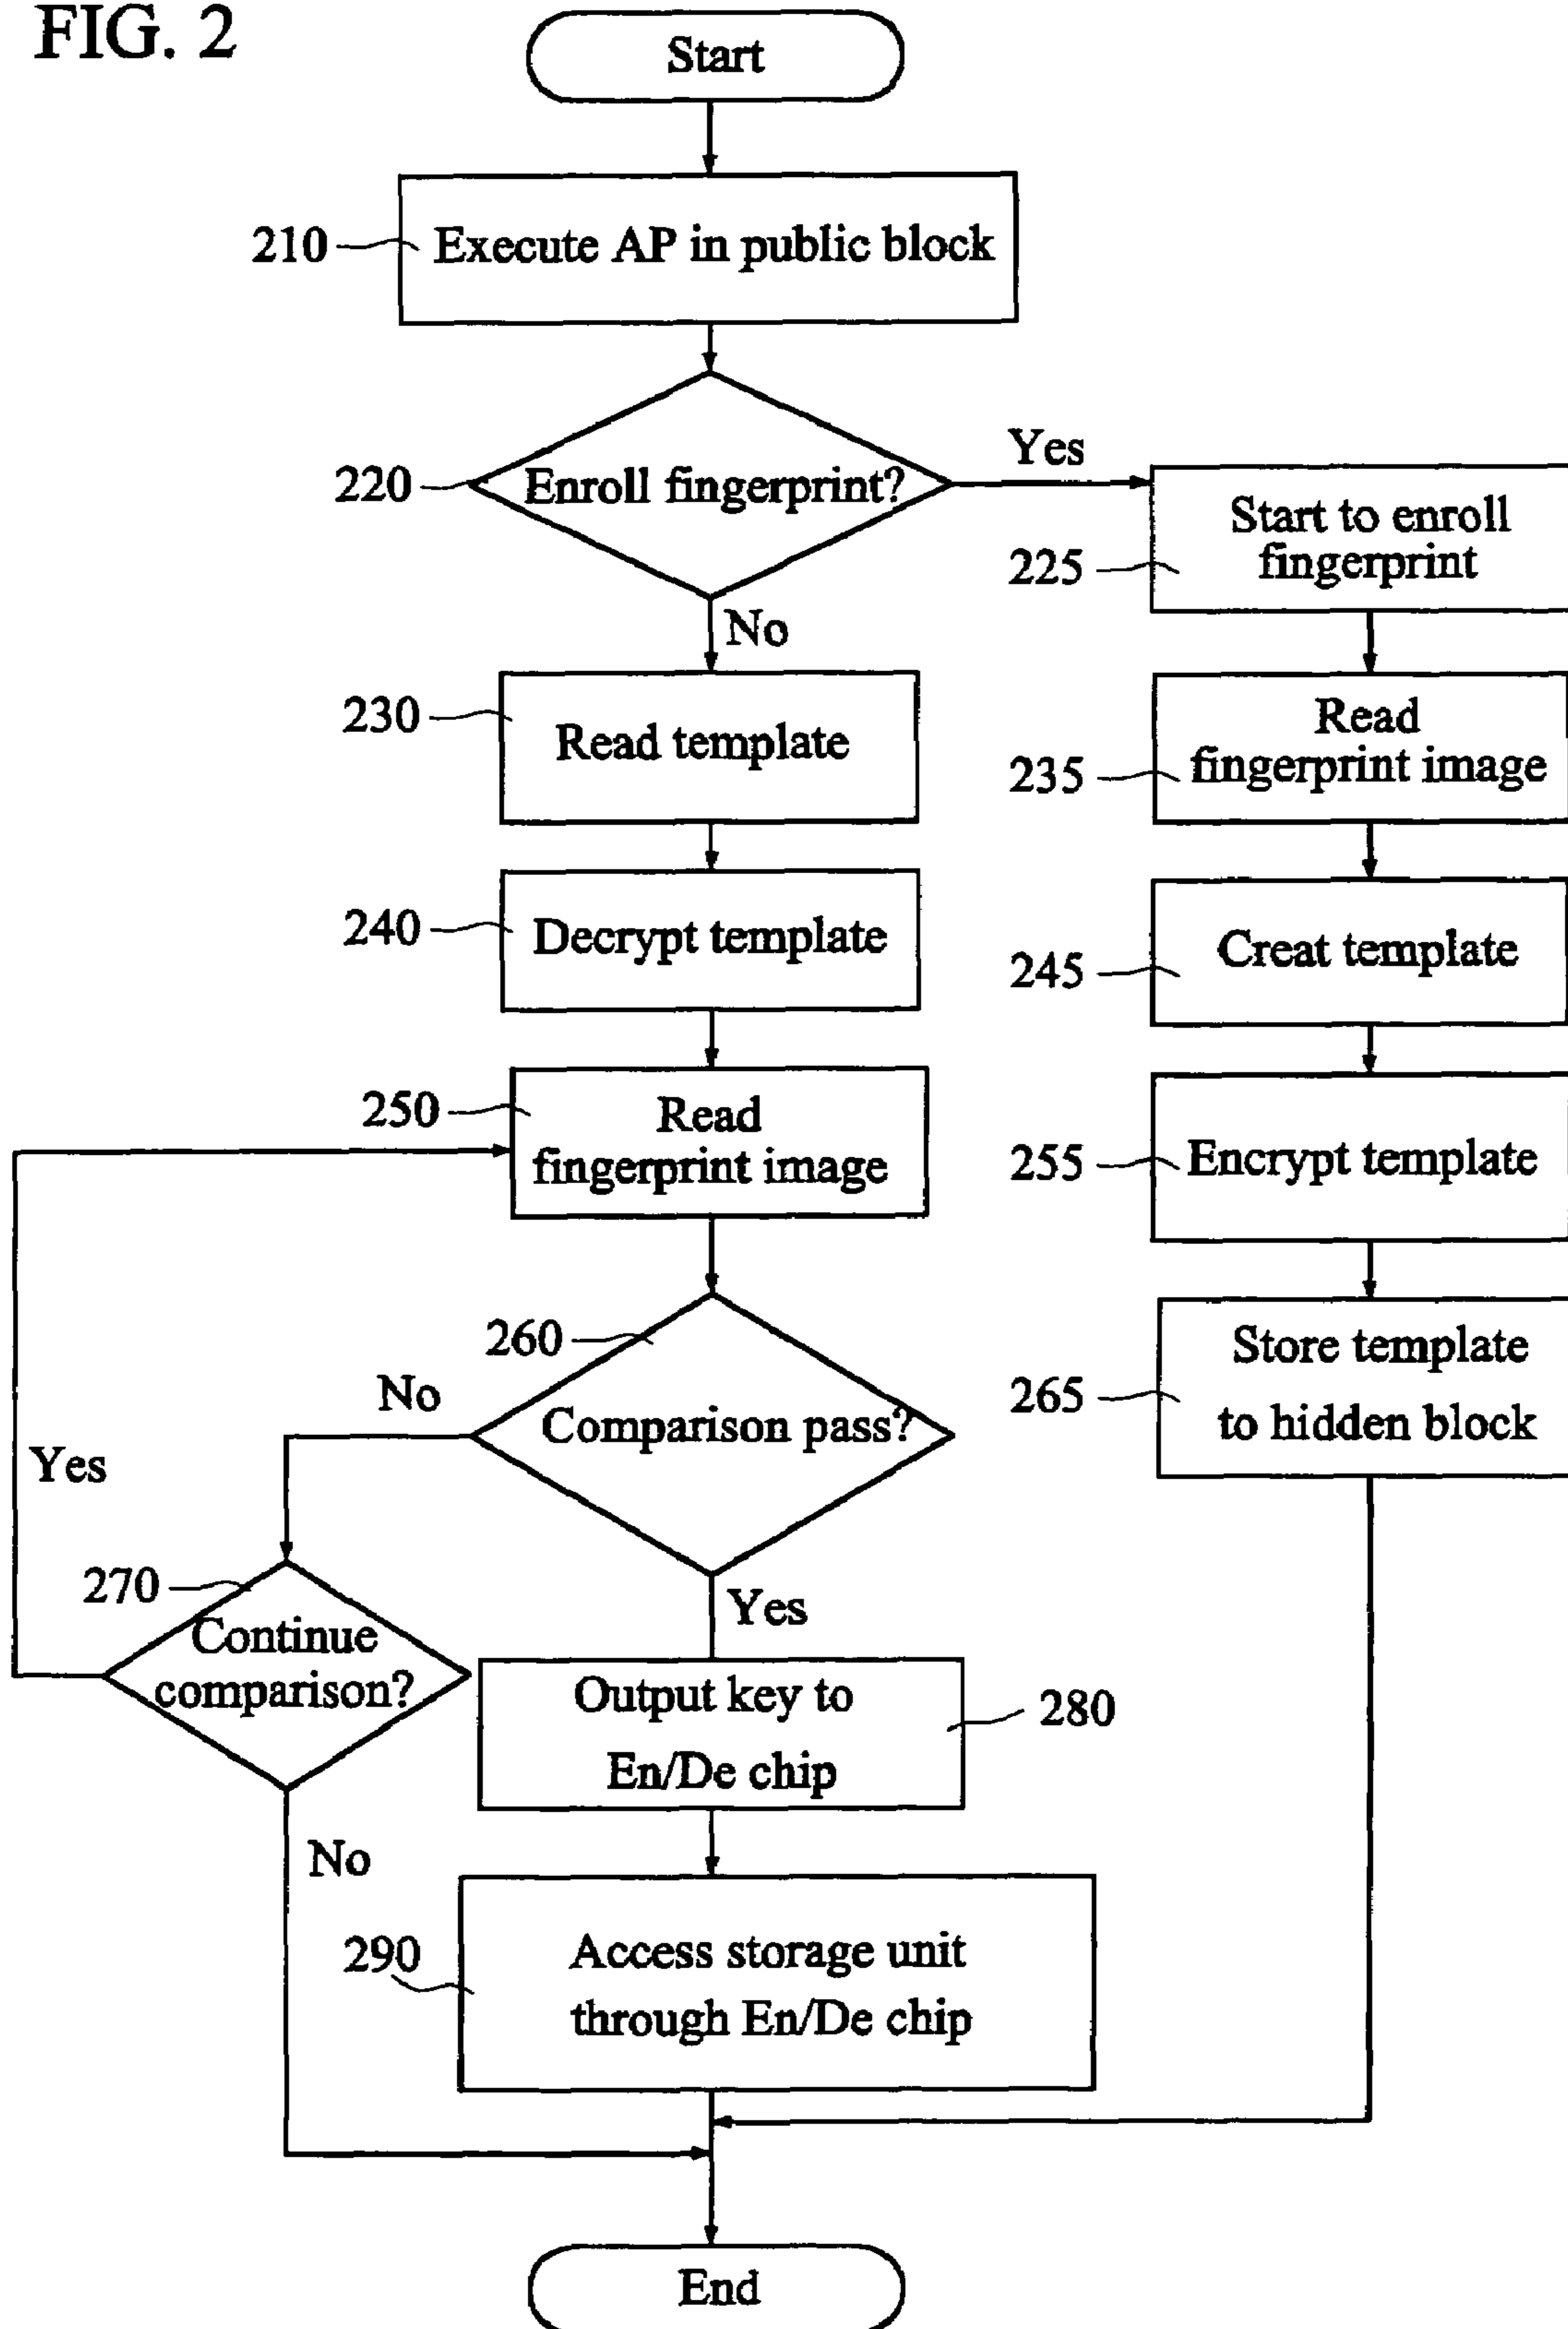 FIG. 2
Start
210
Execute AP in public block
220
Enroll fingerprint?
Yes
No
225
Start to enroll
fingerprint
230
Read template
235
Read
fingerprint image
240
Decrypt template
245
Creat template
250
Read
fingerprint image
255
Encrypt template
260
Comparison pass?
No
Yes
265
Store template
to hidden block
270
Continue
comparison?
Yes
No
Output key to
En/De chip
280
290
Access storage unit
through En/De chip
End